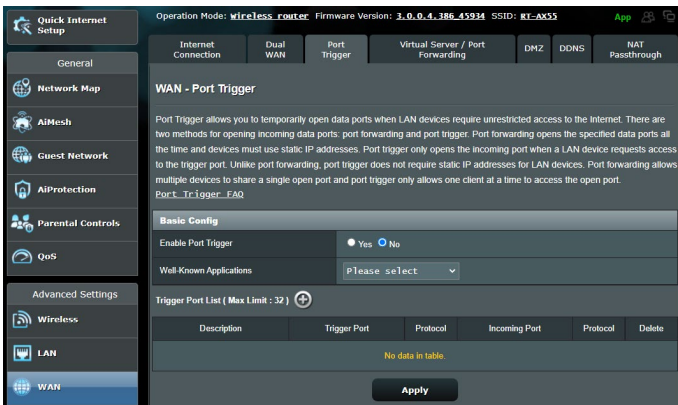 Quick Internet
Setup
General
Network Map
AiMesh
Guest Network
AiProtection
Parental Controls
QoS
Advanced Settings
Wireless
LAN
WAN
Operation Mode: Wireless router Firmware Version: 3.0.0.4.386_45934 SSID: RT-AX55
App
Internet
Connection
Dual
WAN
Port
Trigger
Virtual Server / Port
Forwarding
DMZ
DDNS
NAT
Passthrough
WAN - Port Trigger
Port Trigger allows you to temporarily open data ports when LAN devices require unrestricted access to the Internet. There are
two methods for opening incoming data ports: port forwarding and port trigger. Port forwarding opens the specified data ports all
the time and devices must use static IP addresses. Port trigger only opens the incoming port when a LAN device requests access
to the trigger port. Unlike port forwarding, port trigger does not require static IP addresses for LAN devices. Port forwarding allows
multiple devices to share a single open port and port trigger only allows one client at a time to access the open port.
Port Trigger FAQ
Basic Config
Enable Port Trigger
Yes No
Well-Known Applications
Please select
Trigger Port List ( Max Limit : 32 )
Description Trigger Port Protocol Incoming Port Protocol Delete
No data in table.
Apply